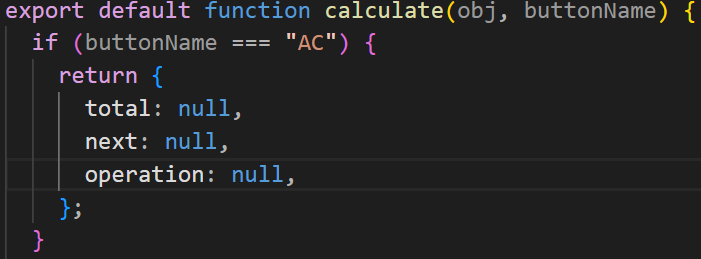 export default function calculate(obj, buttonName) {
  if (buttonName === "AC") {
    return {
      total: null,
      next: null,
      operation: null,
    };
  }